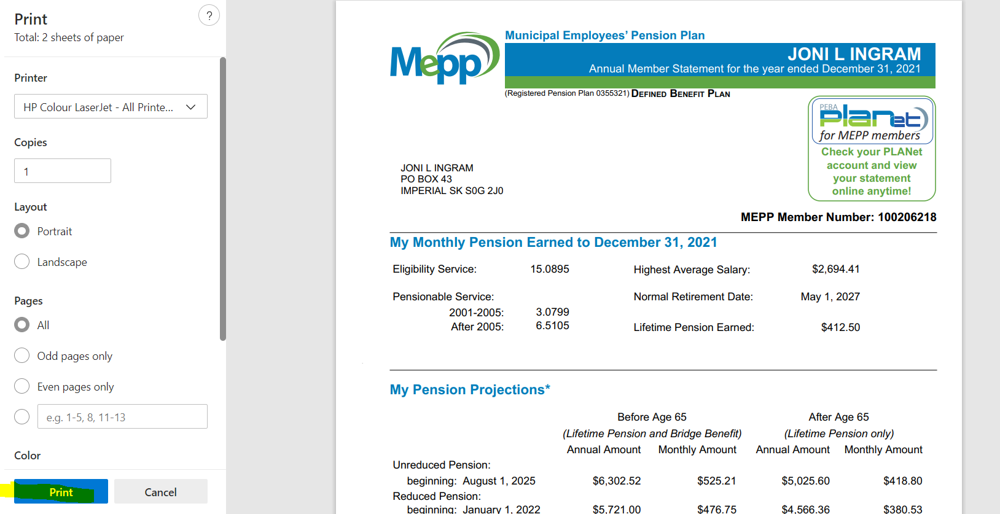 Print
?
Total: 2 sheets of paper
Printer
HP Colour LaserJet - All Printe...
Copies
1
Layout
Portrait
Landscape
Pages
All
Odd pages only
Even pages only
e.g. 1-5, 8, 11-13
Color
Print
Cancel
Mepp
Municipal Employees' Pension Plan
JONI L INGRAM
Annual Member Statement for the year ended December 31, 2021
(Registered Pension Plan 0355321) DEFINED BENEFIT PLAN
PEBA
planet
for MEPP members
Check your PLANet
account and view
your statement
online anytime!
JONI L INGRAM
PO BOX 43
IMPERIAL SK S0G 2J0
MEPP Member Number: 100206218
My Monthly Pension Earned to December 31, 2021
Eligibility Service: 15.0895 Highest Average Salary: $2,694.41
Pensionable Service: Normal Retirement Date: May 1, 2027
2001-2005: 3.0799
After 2005: 6.5105 Lifetime Pension Earned: $412.50
My Pension Projections*
Before Age 65 After Age 65
(Lifetime Pension and Bridge Benefit) (Lifetime Pension only)
Annual Amount Monthly Amount Annual Amount Monthly Amount
Unreduced Pension:
beginning: August 1, 2025 $6,302.52 $525.21 $5,025.60 $418.80
Reduced Pension:
beginning: January 1, 2022 $5,721.00 $476.75 $4,566.36 $380.53